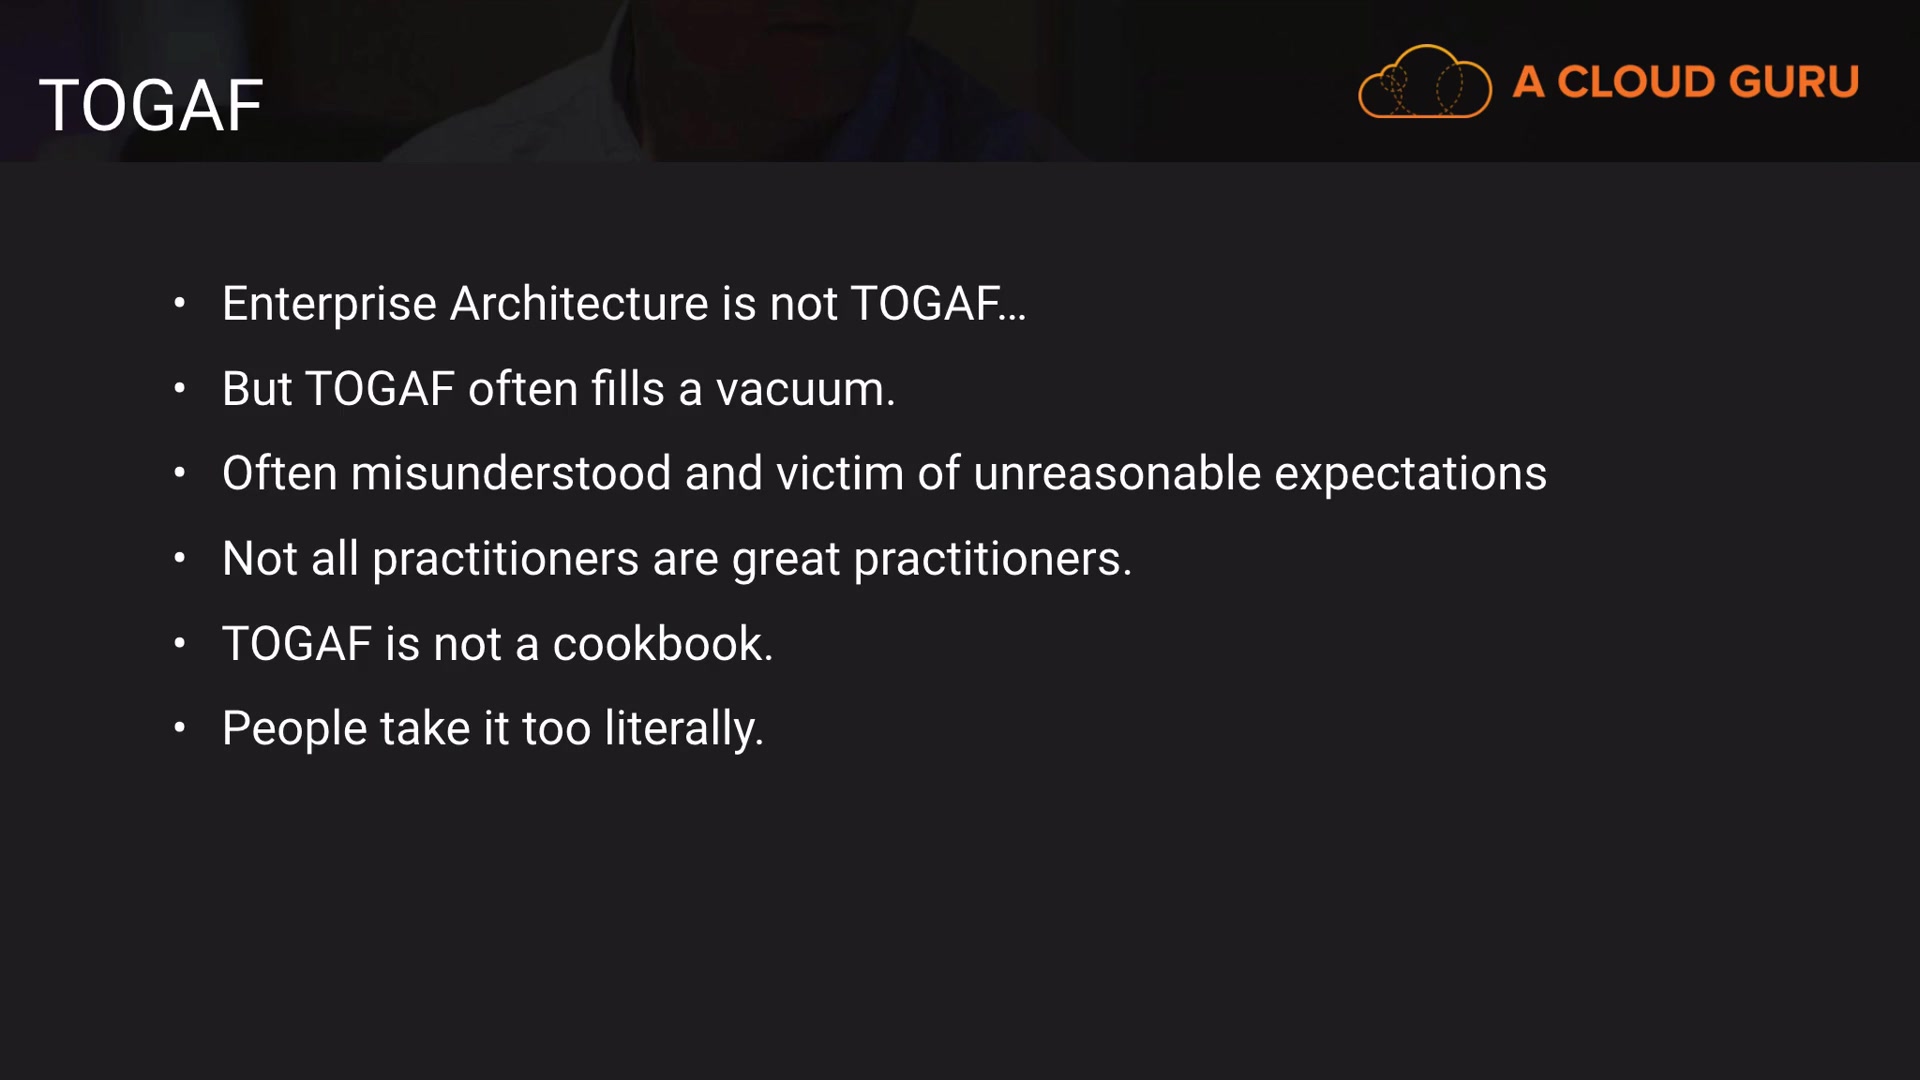 TOGAF
A CLOUD GURU
• Enterprise Architecture is not TOGAF...
• But TOGAF often fills a vacuum.
• Often misunderstood and victim of unreasonable expectations
• Not all practitioners are great practitioners.
• TOGAF is not a cookbook.
• People take it too literally.